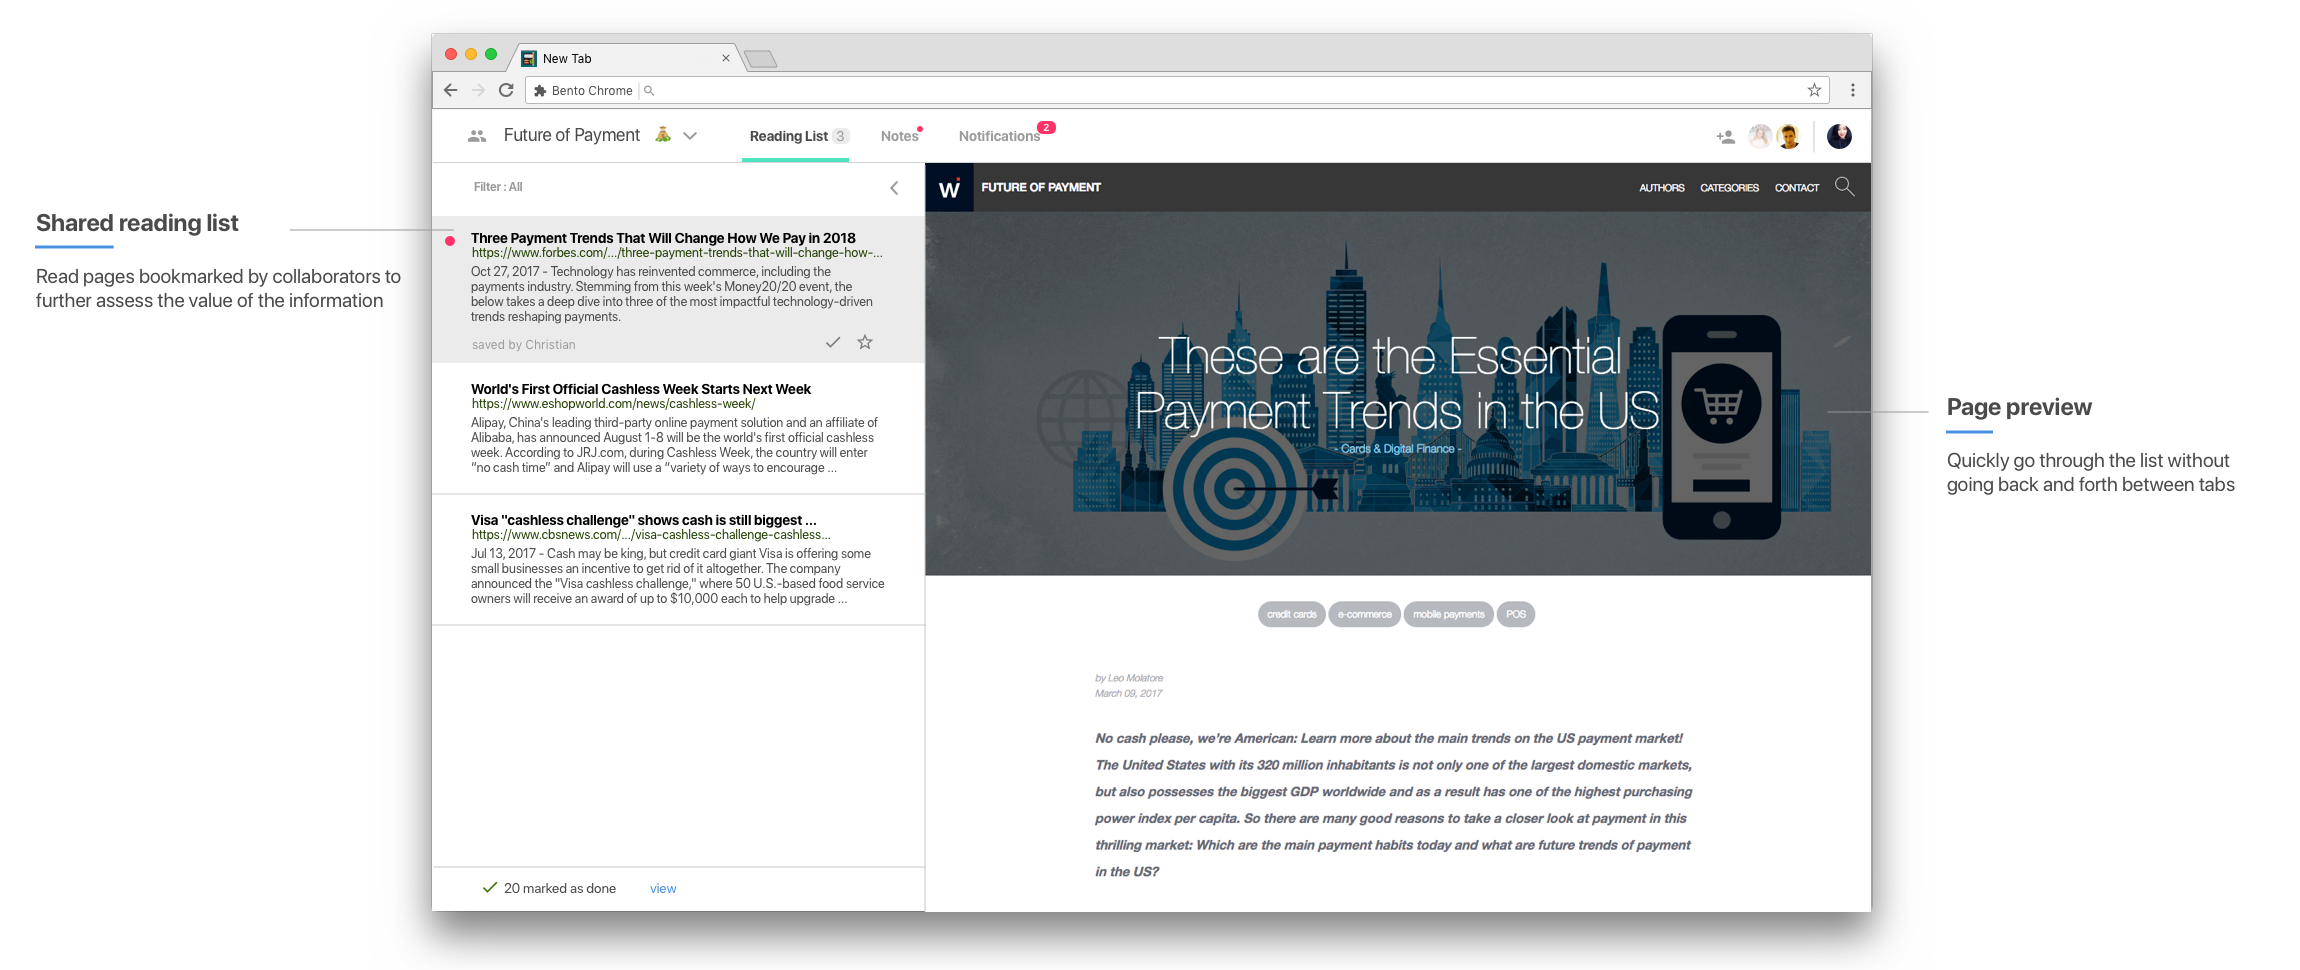 New Tab
Bento Chrome
Future of Payment
Reading List 3
Notes
Notifications 2
Filter : All
Shared reading list
Read pages bookmarked by collaborators to
further assess the value of the information
Three Payment Trends That Will Change How We Pay in 2018
https://www.forbes.com/.../three-payment-trends-that-will-change-how-...
Oct 27, 2017 - Technology has reinvented commerce, including the
payments industry. Stemming from this week's Money20/20 event, the
below takes a deep dive into three of the most impactful technology-driven
trends reshaping payments.
saved by Christian
World's First Official Cashless Week Starts Next Week
https://www.eshopworld.com/news/cashless-week/
Alipay, China's leading third-party online payment solution and an affiliate of
Alibaba, has announced August 1-8 will be the world's first official cashless
week. According to JRJ.com, during Cashless Week, the country will enter
“no cash time” and Alipay will use a “variety of ways to encourage ...
Visa "cashless challenge" shows cash is still biggest ...
https://www.cbsnews.com/.../visa-cashless-challenge-cashless...
Jul 13, 2017 - Cash may be king, but credit card giant Visa is offering some
small businesses an incentive to get rid of it altogether. The company
announced the "Visa cashless challenge," where 50 U.S.-based food service
owners will receive an award of up to $10,000 each to help upgrade ...
20 marked as done
view
W
FUTURE OF PAYMENT
AUTHORS
CATEGORIES
CONTACT
These are the Essential
Payment Trends in the US
- Cards & Digital Finance -
credit cards
e-commerce
mobile payments
POS
by Leo Molatore
March 09, 2017
No cash please, we're American: Learn more about the main trends on the US payment market!
The United States with its 320 million inhabitants is not only one of the largest domestic markets,
but also possesses the biggest GDP worldwide and as a result has one of the highest purchasing
power index per capita. So there are many good reasons to take a closer look at payment in this
thrilling market: Which are the main payment habits today and what are future trends of payment
in the US?
Page preview
Quickly go through the list without
going back and forth between tabs